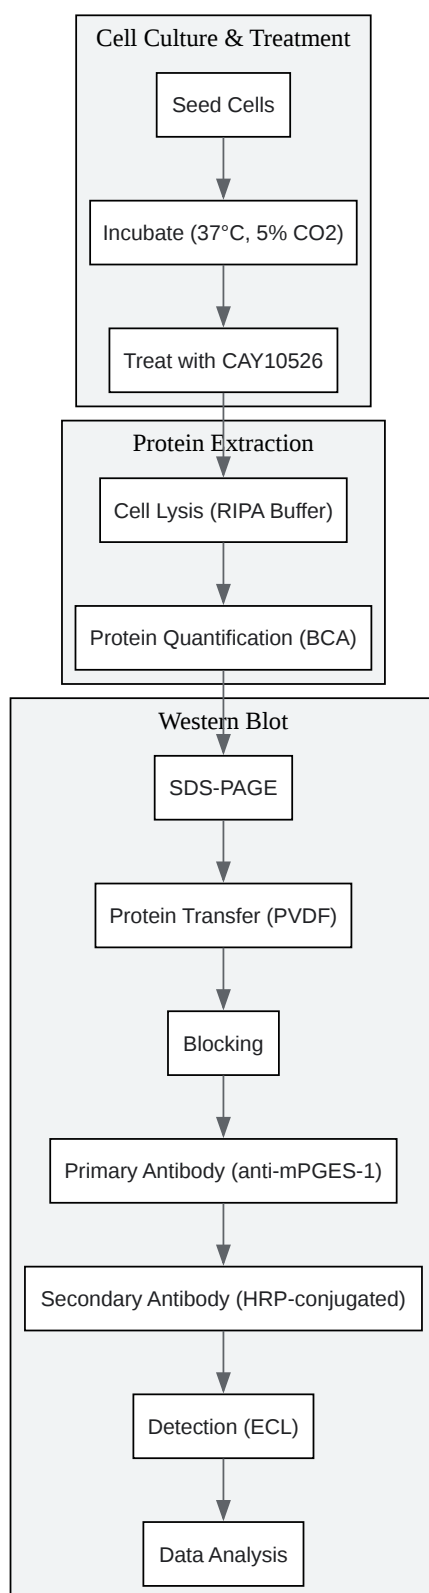 Cell Culture & Treatment
Seed Cells
Incubate (37°C, 5% CO2)
Treat with CAY10526
Protein Extraction
Cell Lysis (RIPA Buffer)
Protein Quantification (BCA)
Western Blot
SDS-PAGE
Protein Transfer (PVDF)
Blocking
Primary Antibody (anti-mPGES-1)
Secondary Antibody (HRP-conjugated)
Detection (ECL)
Data Analysis